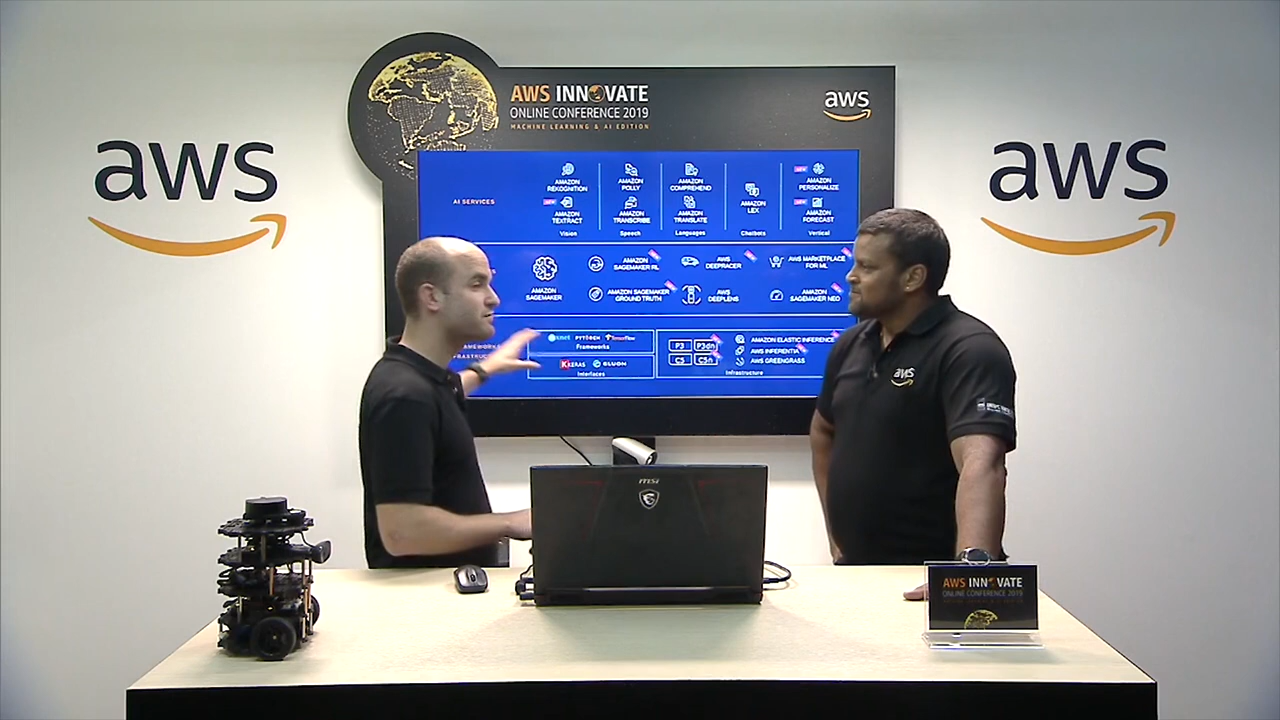 AWS INNOVATE
ONLINE CONFERENCE 2019
MACHINE LEARNING & AI EDITION
aws
aws
aws
AI SERVICES
AMAZON
REKOGNITION
NEW
AMAZON
TEXTRACT
Vision
AMAZON
POLLY
AMAZON
TRANSCRIBE
Speech
AMAZON
COMPREHEND
AMAZON
TRANSLATE
Languages
AMAZON
LEX
Chatbots
NEW
AMAZON
PERSONALIZE
NEW
AMAZON
FORECAST
Vertical
AMAZON
SAGEMAKER
AMAZON
SAGEMAKER RL
AMAZON SAGEMAKER
GROUND TRUTH
AWS
DEEPRACER
AWS
DEEPLENS
AWS MARKETPLACE
FOR ML
AMAZON
SAGEMAKER NEO
mxnet PYTORCH TensorFlow
Frameworks
KERAS GLUON
Interfaces
P3 P3dn
C5 C5n
AMAZON ELASTIC INFERENCE
AWS INFERENTIA
AWS GREENGRASS
Infrastructure
aws
msi
AWS INNOVATE
ONLINE CONFERENCE 2019